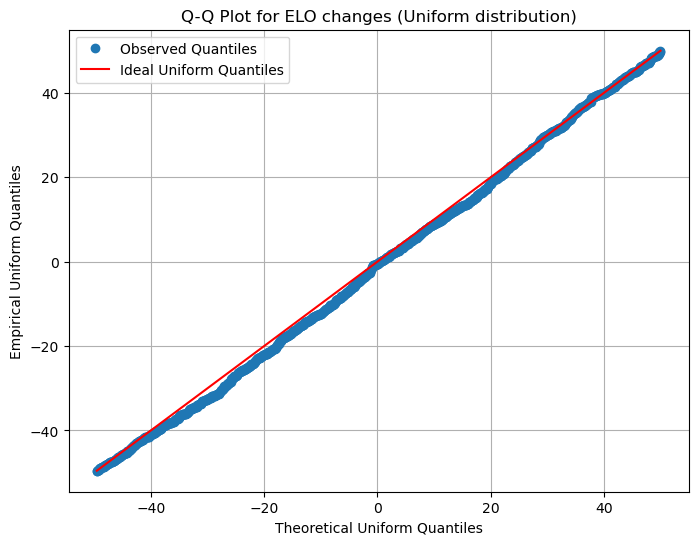 Q-Q Plot for ELO changes (Uniform distribution)
Observed Quantiles
Ideal Uniform Quantiles
Empirical Uniform Quantiles
40
20
0
−20
−40
−40
−20
0
20
40
Theoretical Uniform Quantiles